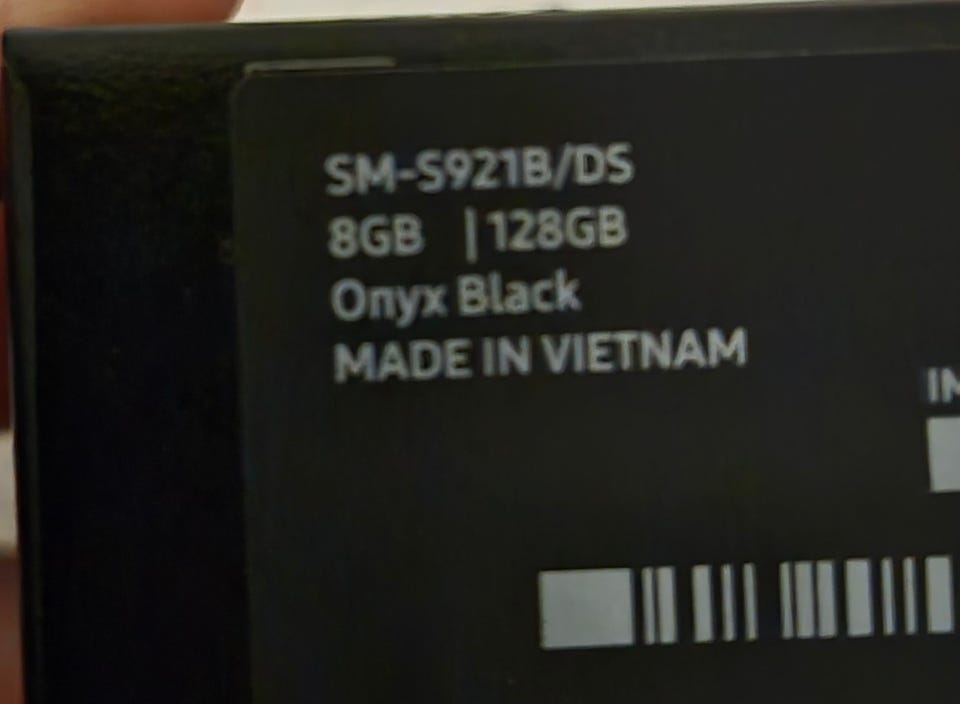 SM-S921B/DS
8GB | 128GB
Onyx Black
MADE IN VIETNAM